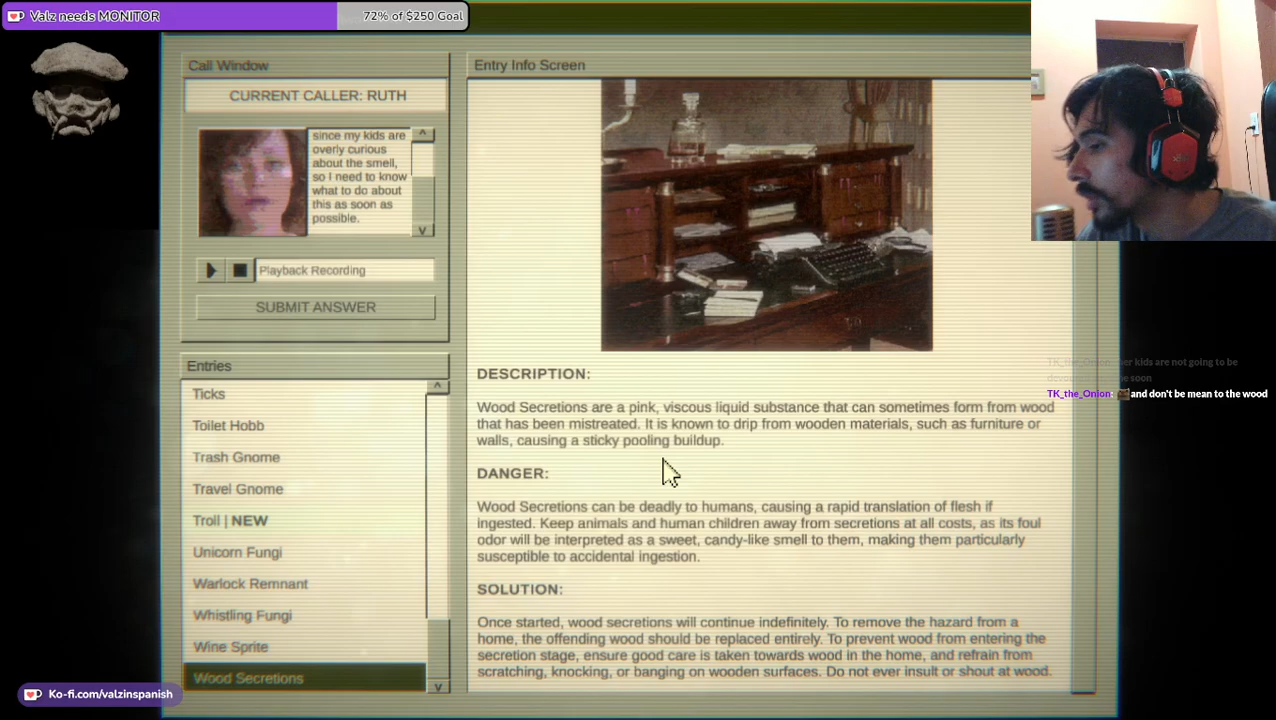 Valz needs MONITOR
72% of $250 Goal
Call Window
CURRENT CALLER: RUTH
since my kids are
overly curious
about the smell,
so I need to know
what to do about
this as soon as
possible.
Playback Recording
SUBMIT ANSWER
Entries
Ticks
Toilet Hobb
Trash Gnome
Travel Gnome
Troll | NEW
Unicorn Fungi
Warlock Remnant
Whistling Fungi
Wine Sprite
Wood Secretions
Entry Info Screen
DESCRIPTION:
Wood Secretions are a pink, viscous liquid substance that can sometimes form from wood
that has been mistreated. It is known to drip from wooden materials, such as furniture or
walls, causing a sticky pooling buildup.
DANGER:
Wood Secretions can be deadly to humans, causing a rapid translation of flesh if
ingested. Keep animals and human children away from secretions at all costs, as its foul
odor will be interpreted as a sweet, candy-like smell to them, making them particularly
susceptible to accidental ingestion.
SOLUTION:
Once started, wood secretions will continue indefinitely. To remove the hazard from a
home, the offending wood should be replaced entirely. To prevent wood from entering the
secretion stage, ensure good care is taken towards wood in the home, and refrain from
scratching, knocking, or banging on wooden surfaces. Do not ever insult or shout at wood.
TK_the_Onion: her kids are not going to be
soon
TK_the_Onion: and don't be mean to the wood
Ko-fi.com/valzinspanish